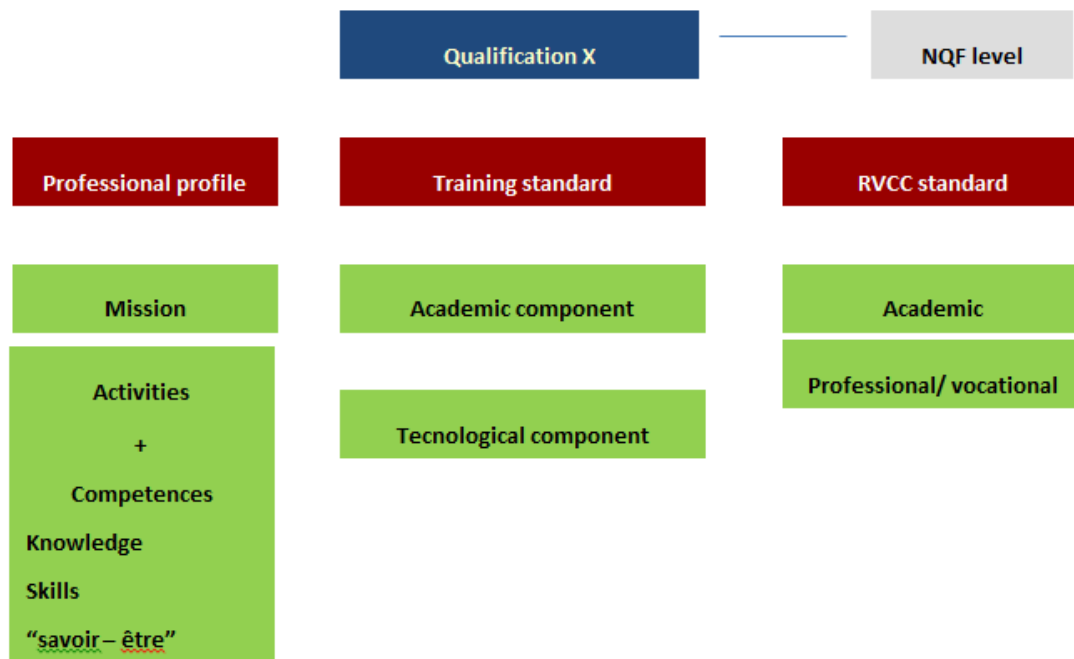 Qualification X
NQF level
Professional profile
Training standard
RVCC standard
Mission
Academic component
Academic
Activities
+
Competences
Knowledge
Skills
“savoir – être”
Tecnological component
Professional/ vocational